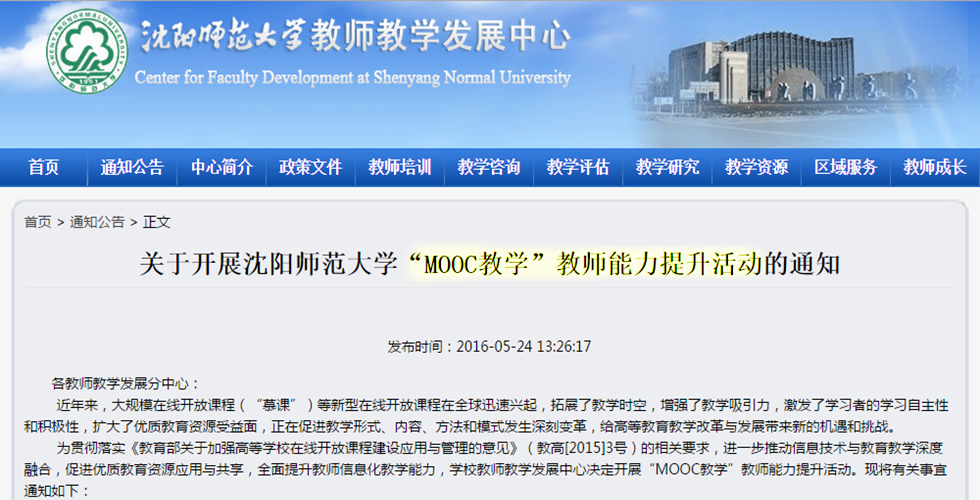 沈阳师范大学教师教学发展中心
Center for Faculty Development at Shenyang Normal University
首页 通知公告 中心简介 政策文件 教师培训 教学咨询 教学评估 教学研究 教学资源 区域服务 教师成长
首页 > 通知公告 > 正文
关于开展沈阳师范大学“MOOC教学”教师能力提升活动的通知
发布时间：2016-05-24 13:26:17
各教师教学发展分中心：
近年来，大规模在线开放课程（“慕课”）等新型在线开放课程在全球迅速兴起，拓展了教学时空，增强了教学吸引力，激发了学习者的学习自主性
和积极性，扩大了优质教育资源受益面，正在促进教学形式、内容、方法和模式发生深刻变革，给高等教育教学改革与发展带来新的机遇和挑战。
为贯彻落实《教育部关于加强高等学校在线开放课程建设应用与管理的意见》（教高[2015]3号）的相关要求，进一步推动信息技术与教育教学深度
融合，促进优质教育资源应用与共享，全面提升教师信息化教学能力，学校教师教学发展中心决定开展“MOOC教学”教师能力提升活动。现将有关事宜
通知如下：